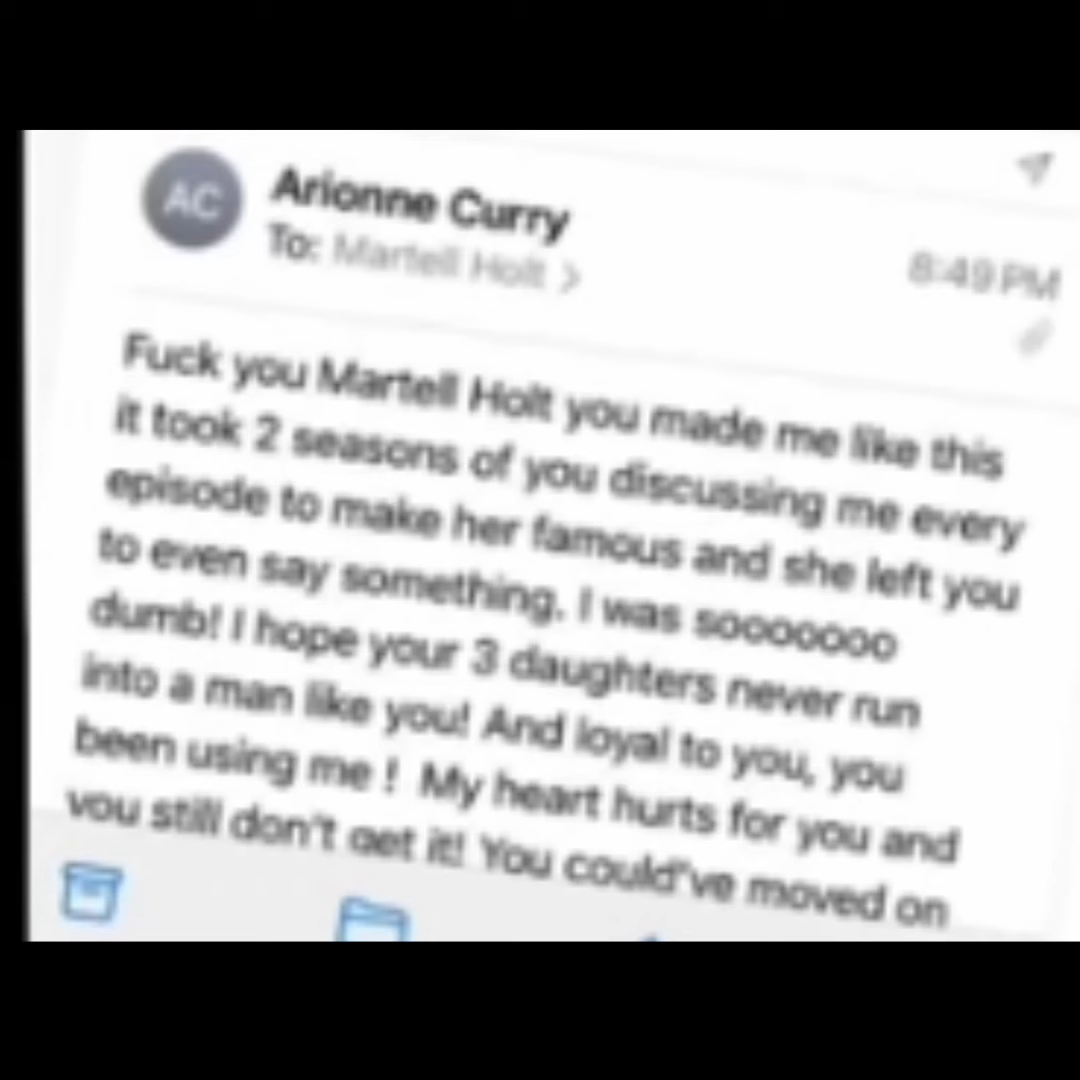 AC
Arionne Curry
To: Martell Holt >
8:49 PM
Fuck you Martell Holt you made me like this
it took 2 seasons of you discussing me every
episode to make her famous and she left you
to even say something. I was sooooooo
dumb! I hope your 3 daughters never run
into a man like you! And loyal to you, you
been using me ! My heart hurts for you and
you still don't get it! You could've moved on